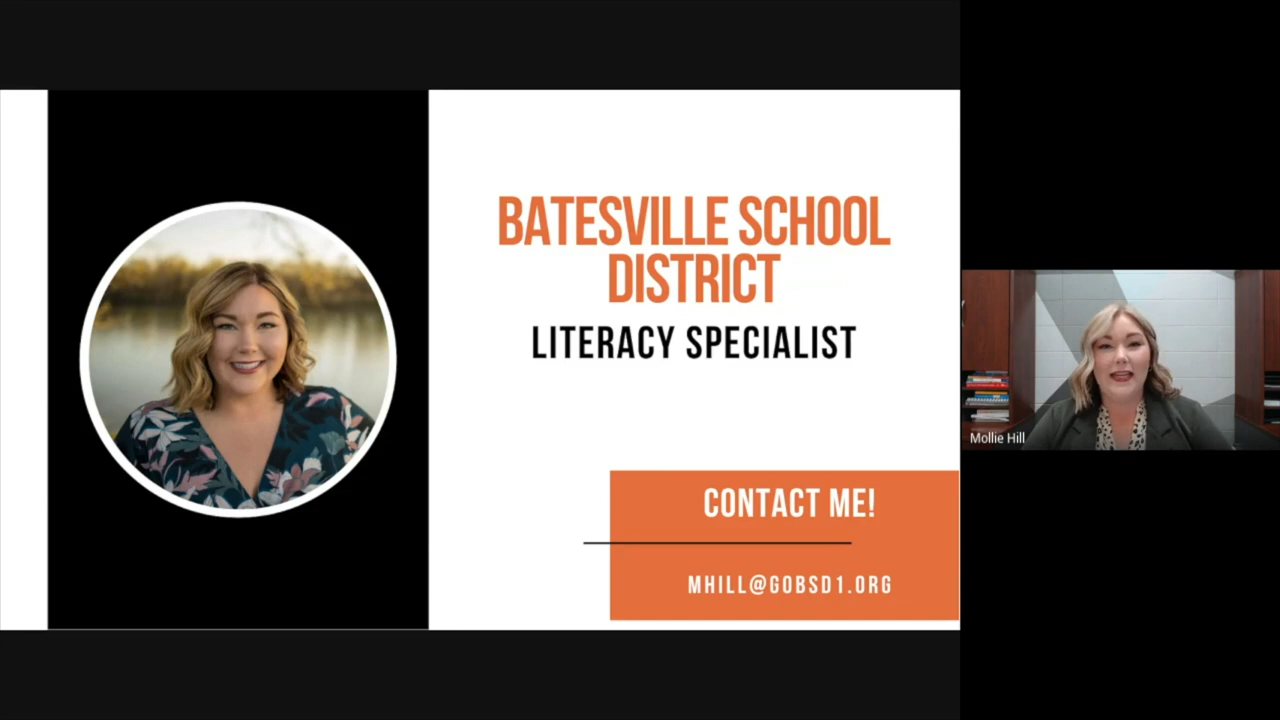 BATESVILLE SCHOOL
DISTRICT
LITERACY SPECIALIST
CONTACT ME!
MHILL@GOBSD1.ORG
Mollie Hill